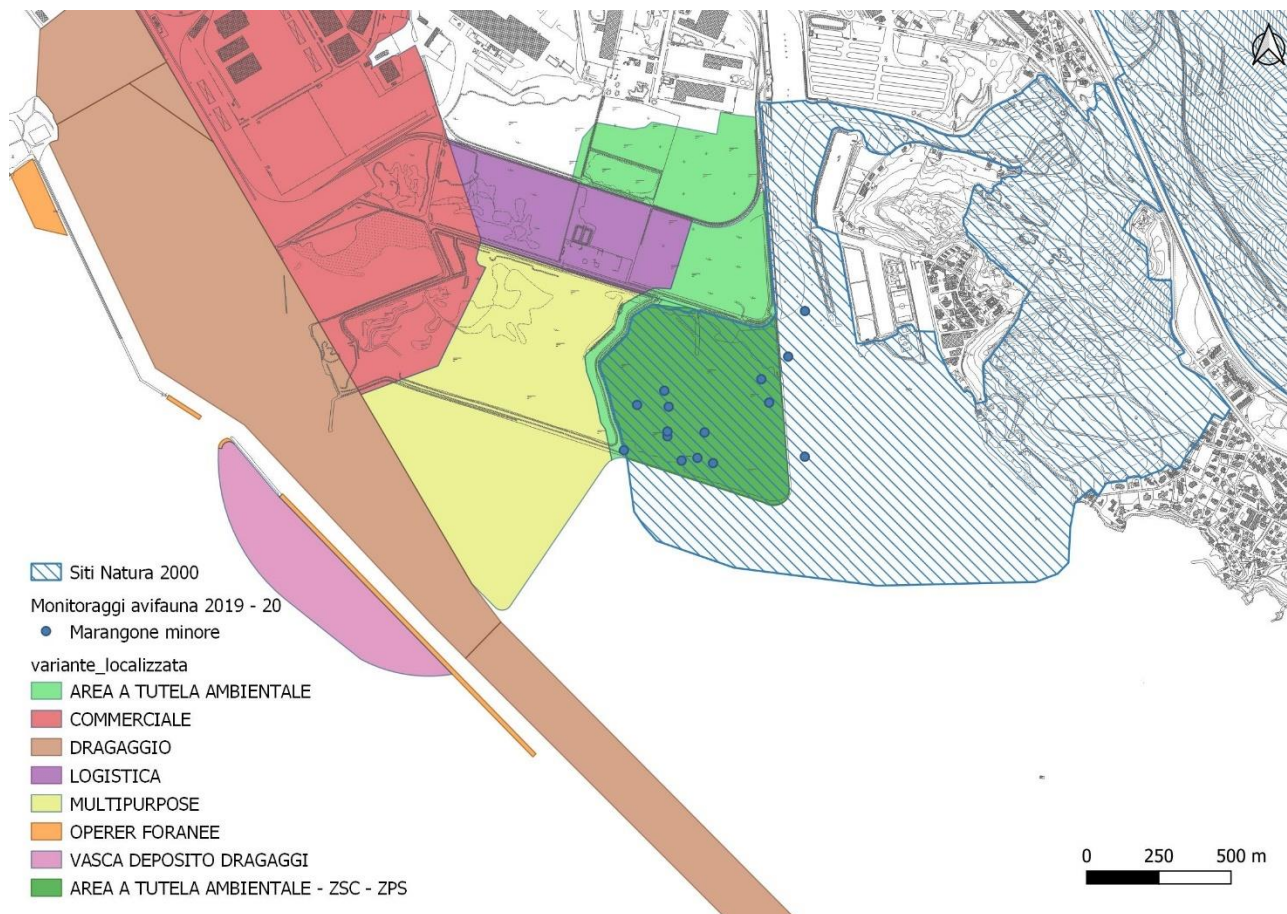 Siti Natura 2000
Monitoraggi avifauna 2019 - 20
Marangone minore
variante_localizzata
AREA A TUTELA AMBIENTALE
COMMERCIALE
DRAGAGGIO
LOGISTICA
MULTIPURPOSE
OPERER FORANEE
VASCA DEPOSITO DRAGAGGI
AREA A TUTELA AMBIENTALE - ZSC - ZPS
0 250 500 m